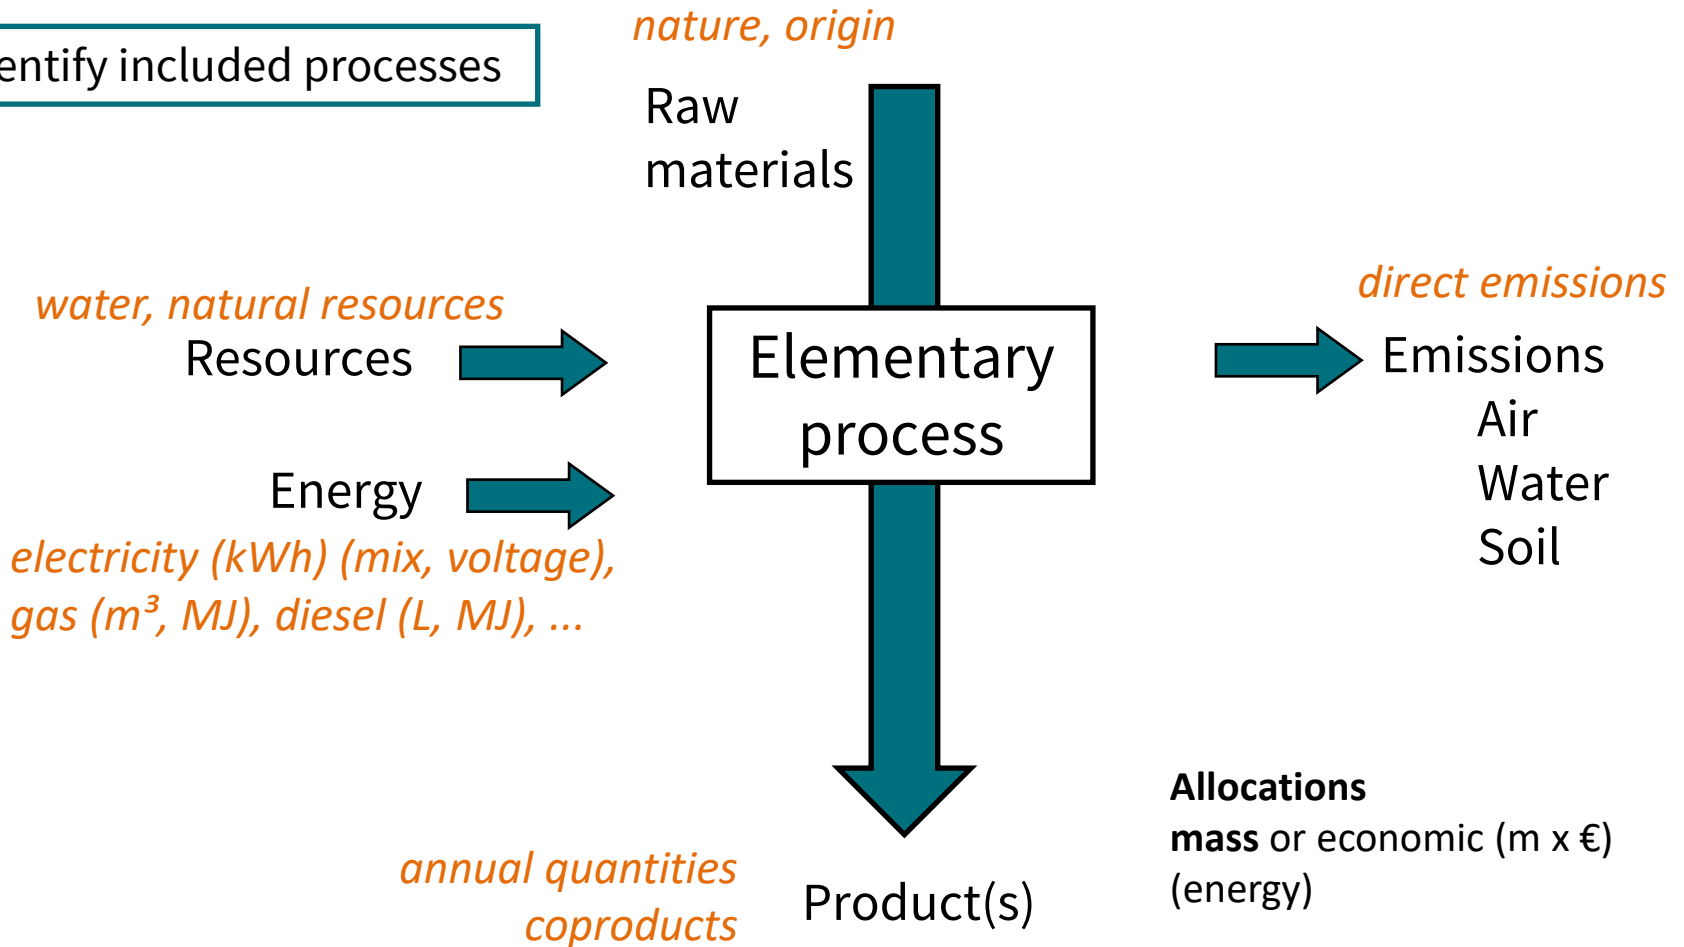 entify included processes
nature, origin
Raw
materials
water, natural resources
Resources
Energy
electricity (kWh) (mix, voltage),
gas (m³, MJ), diesel (L, MJ), ...
Elementary
process
direct emissions
Emissions
Air
Water
Soil
annual quantities
coproducts
Product(s)
Allocations
mass or economic (m x €)
(energy)